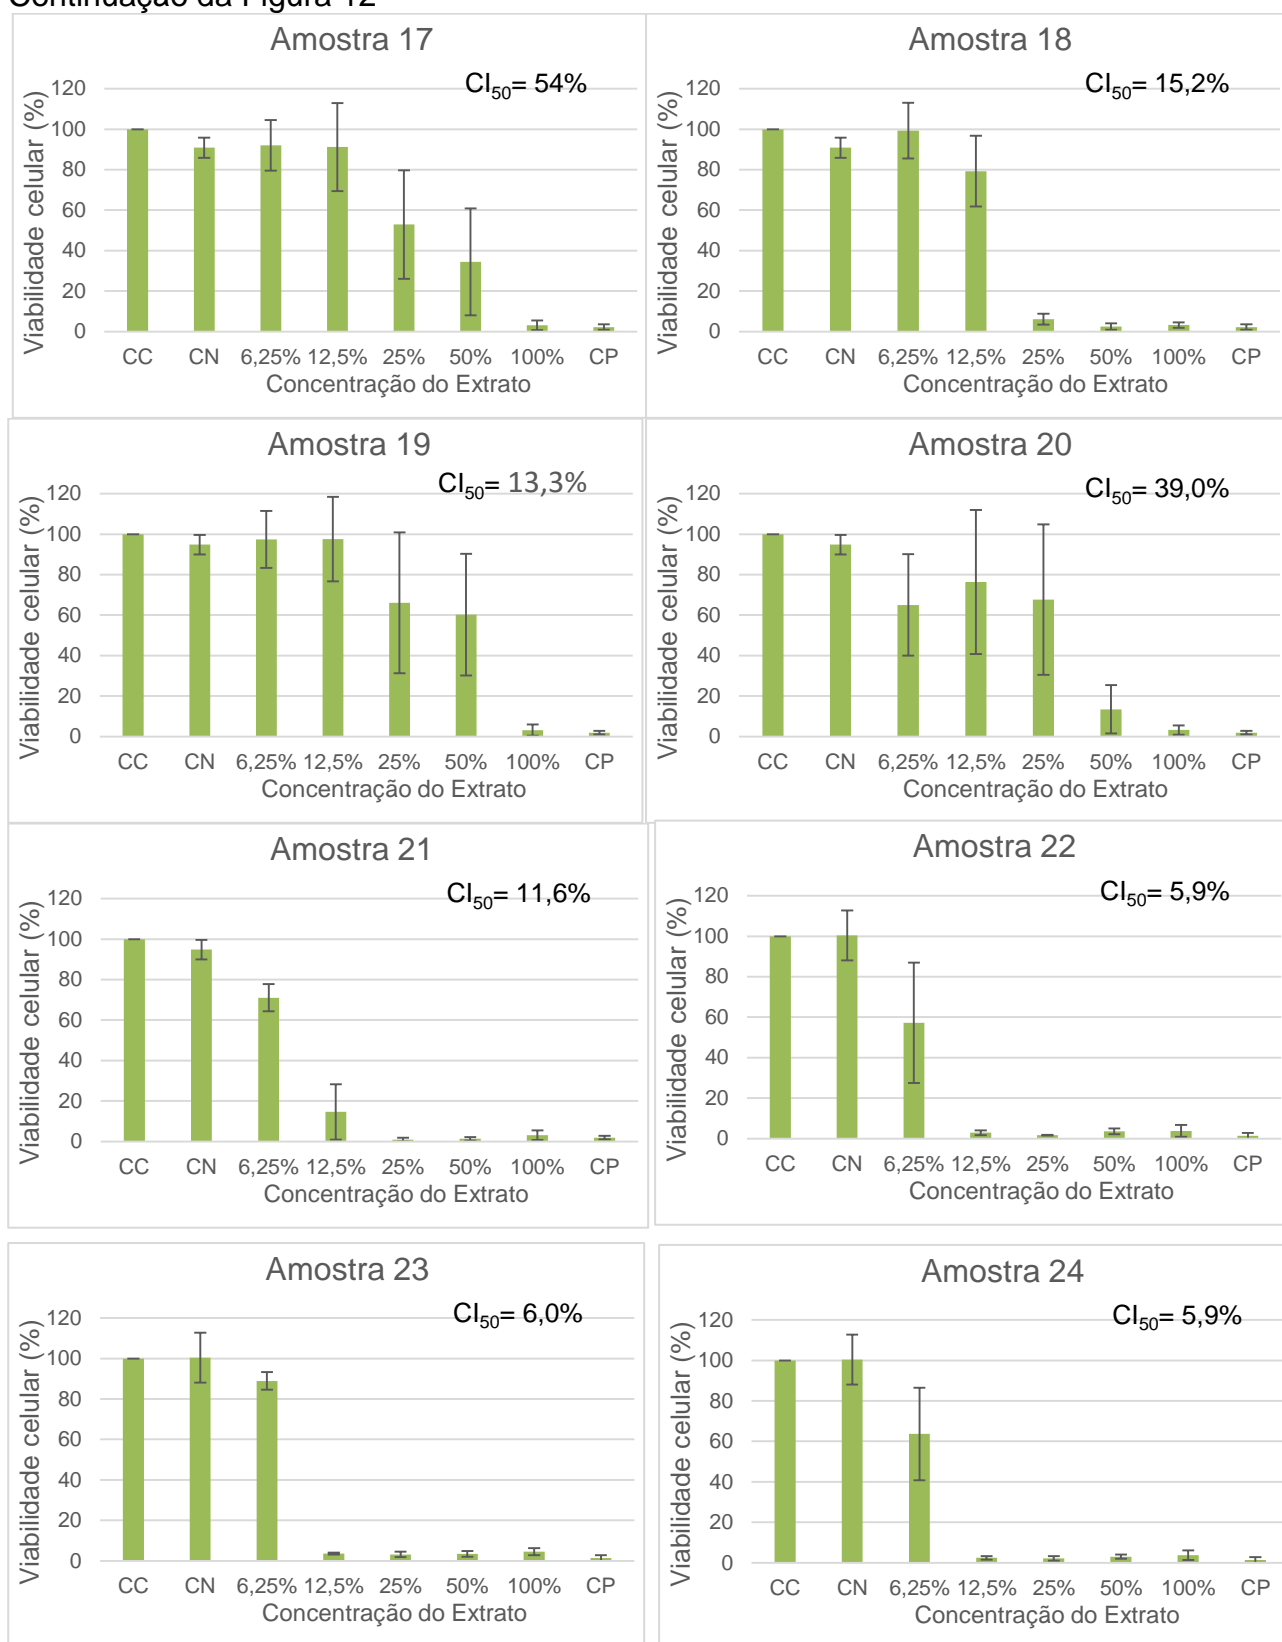 Continuação da Figura 12
Amostra 17
CI50= 54%
Viabilidade celular (%)
120
100
80
60
40
20
0
CC CN 6,25% 12,5% 25% 50% 100% CP
Concentração do Extrato
Amostra 18
CI50= 15,2%
Viabilidade celular (%)
120
100
80
60
40
20
0
CC CN 6,25% 12,5% 25% 50% 100% CP
Concentração do Extrato
Amostra 19
CI50= 13,3%
Viabilidade celular (%)
120
100
80
60
40
20
0
CC CN 6,25% 12,5% 25% 50% 100% CP
Concentração do Extrato
Amostra 20
CI50= 39,0%
Viabilidade celular (%)
120
100
80
60
40
20
0
CC CN 6,25% 12,5% 25% 50% 100% CP
Concentração do Extrato
Amostra 21
CI50= 11,6%
Viabilidade celular (%)
120
100
80
60
40
20
0
CC CN 6,25% 12,5% 25% 50% 100% CP
Concentração do Extrato
Amostra 22
CI50= 5,9%
Viabilidade celular (%)
120
100
80
60
40
20
0
CC CN 6,25% 12,5% 25% 50% 100% CP
Concentração do Extrato
Amostra 23
CI50= 6,0%
Viabilidade celular (%)
120
100
80
60
40
20
0
CC CN 6,25% 12,5% 25% 50% 100% CP
Concentração do Extrato
Amostra 24
CI50= 5,9%
Viabilidade celular (%)
120
100
80
60
40
20
0
CC CN 6,25% 12,5% 25% 50% 100% CP
Concentração do Extrato